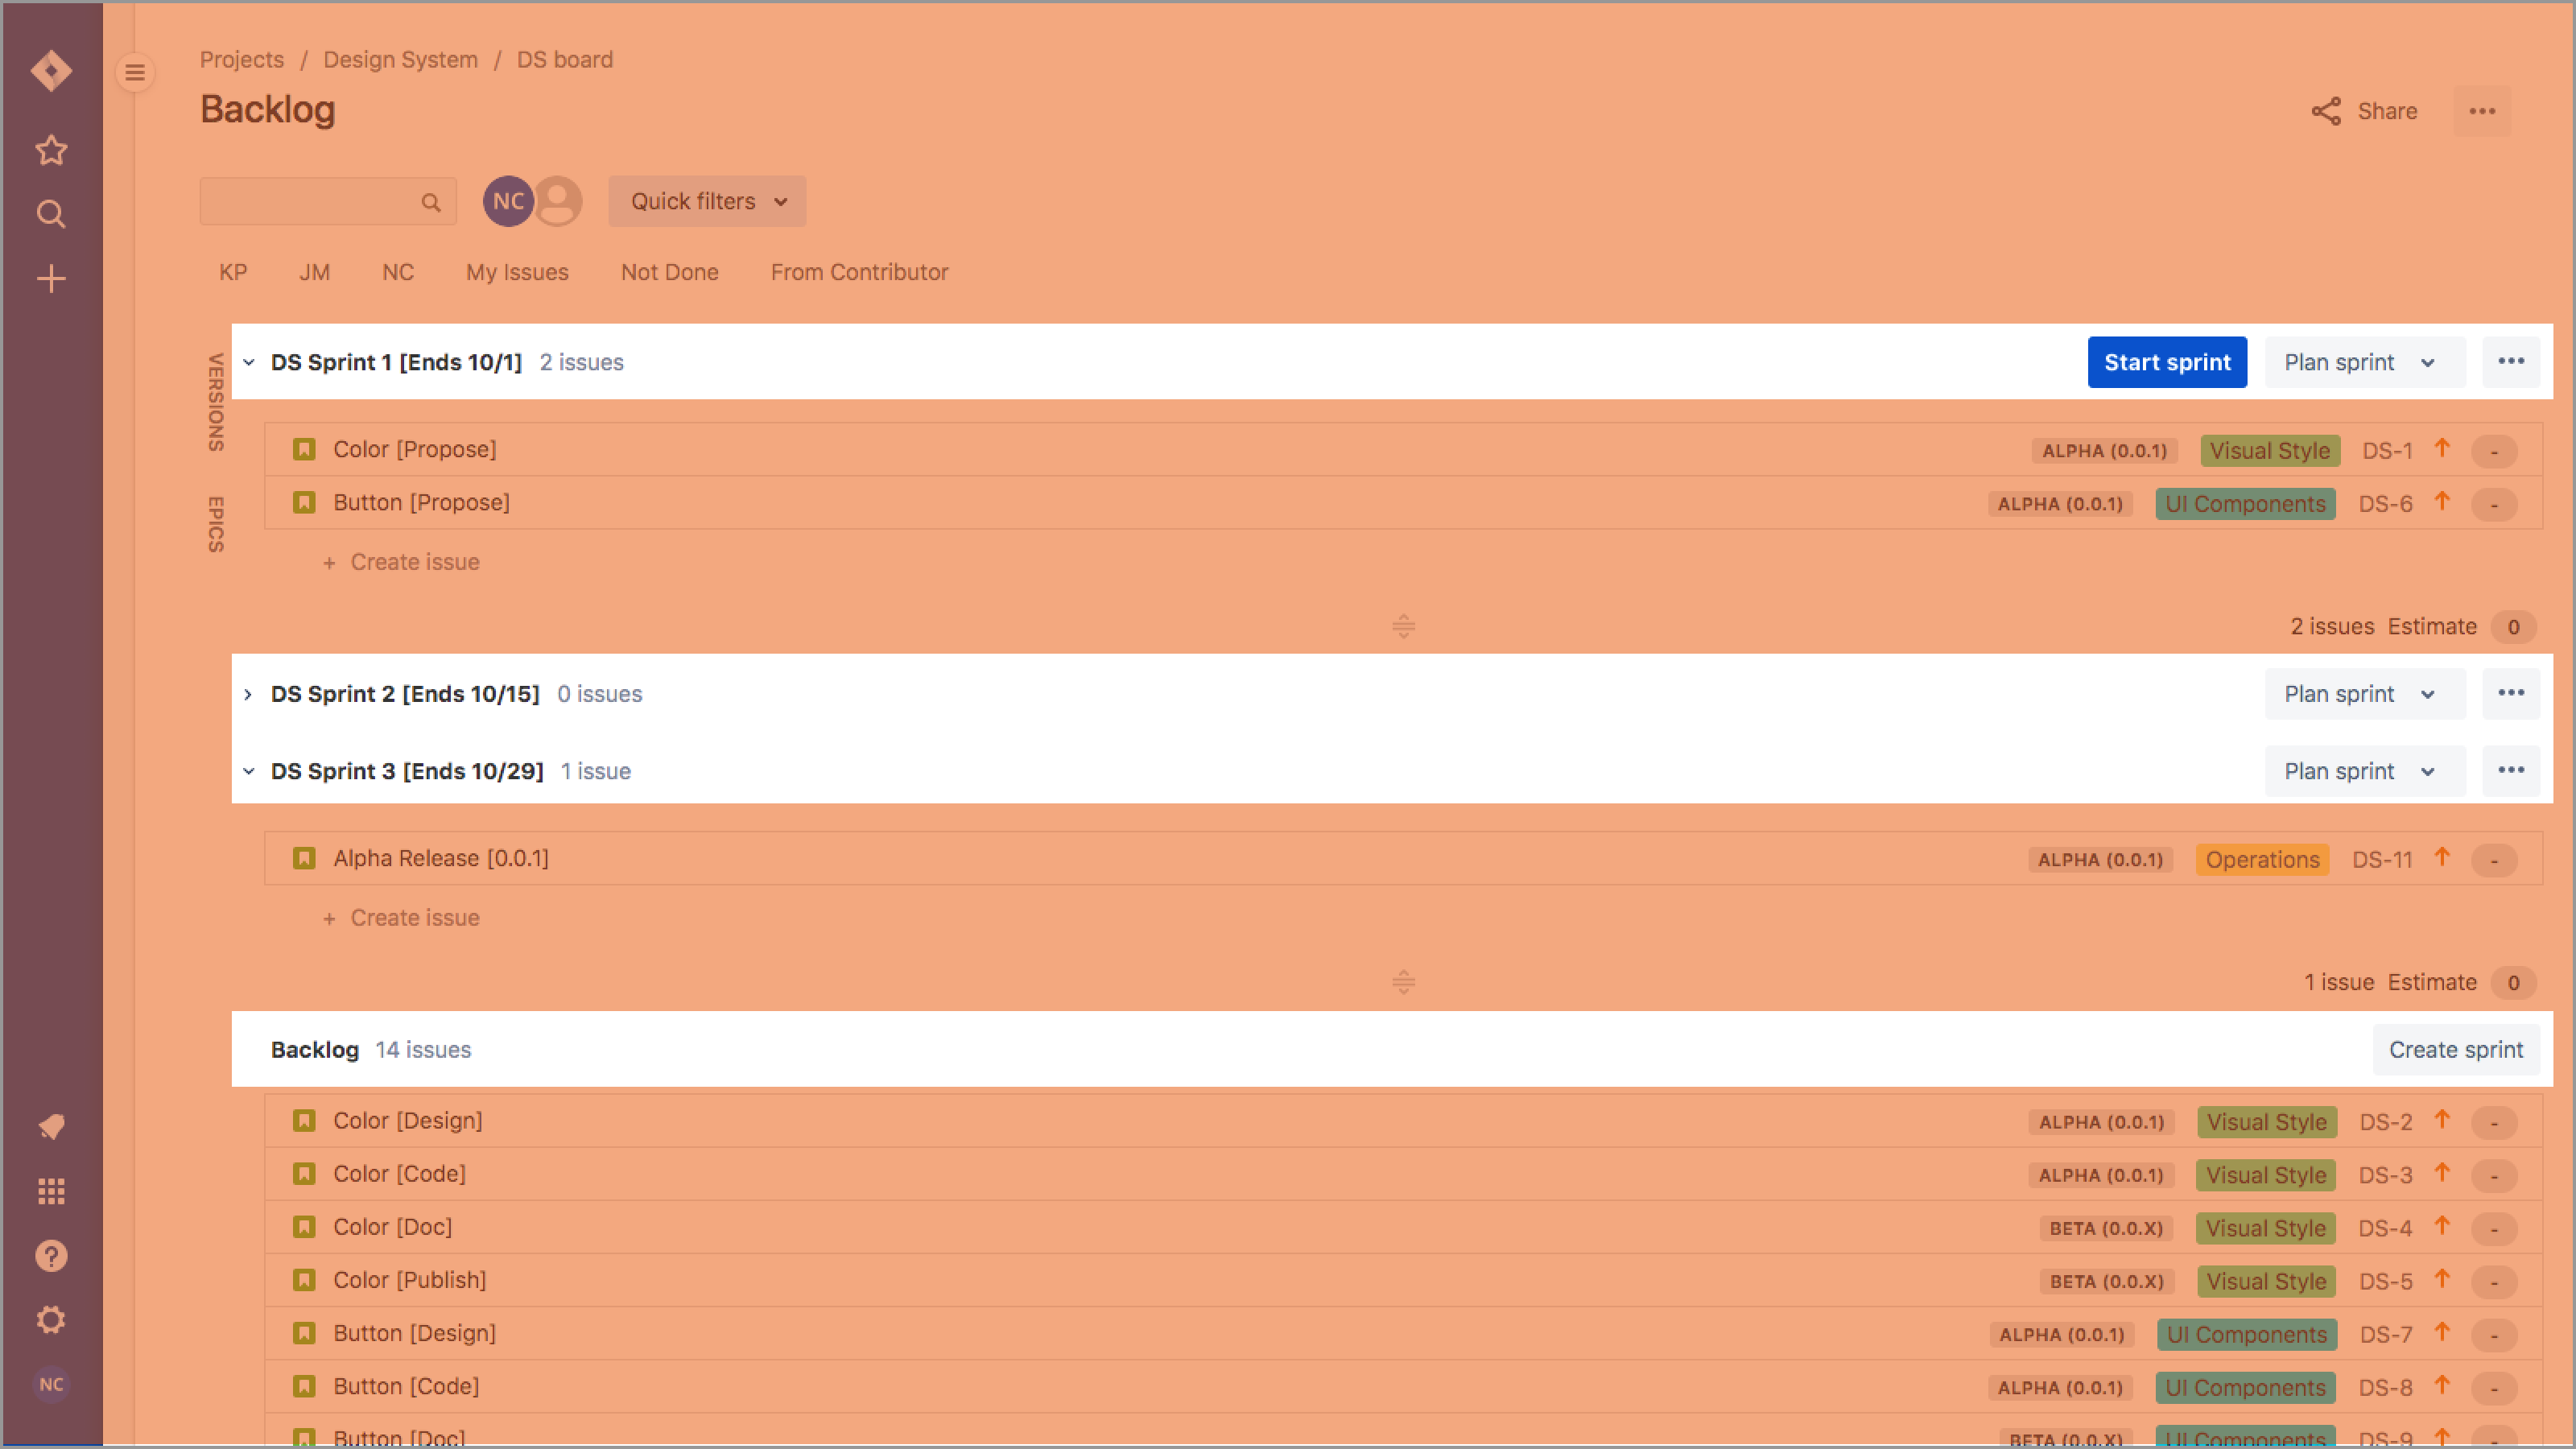 Projects / Design System / DS board
Backlog
Share
NC
Quick filters
KP JM NC My Issues Not Done From Contributor
VERSIONS
EPICS
DS Sprint 1 [Ends 10/1] 2 issues Start sprint Plan sprint
Color [Propose] ALPHA (0.0.1) Visual Style DS-1 -
Button [Propose] ALPHA (0.0.1) UI Components DS-6 -
+ Create issue
2 issues Estimate 0
DS Sprint 2 [Ends 10/15] 0 issues Plan sprint
DS Sprint 3 [Ends 10/29] 1 issue Plan sprint
Alpha Release [0.0.1] ALPHA (0.0.1) Operations DS-11 -
+ Create issue
1 issue Estimate 0
Backlog 14 issues Create sprint
Color [Design] ALPHA (0.0.1) Visual Style DS-2 -
Color [Code] ALPHA (0.0.1) Visual Style DS-3 -
Color [Doc] BETA (0.0.X) Visual Style DS-4 -
Color [Publish] BETA (0.0.X) Visual Style DS-5 -
Button [Design] ALPHA (0.0.1) UI Components DS-7 -
Button [Code] ALPHA (0.0.1) UI Components DS-8 -
Button [Doc] BETA (0.0.X) UI Components DS-9 -
NC